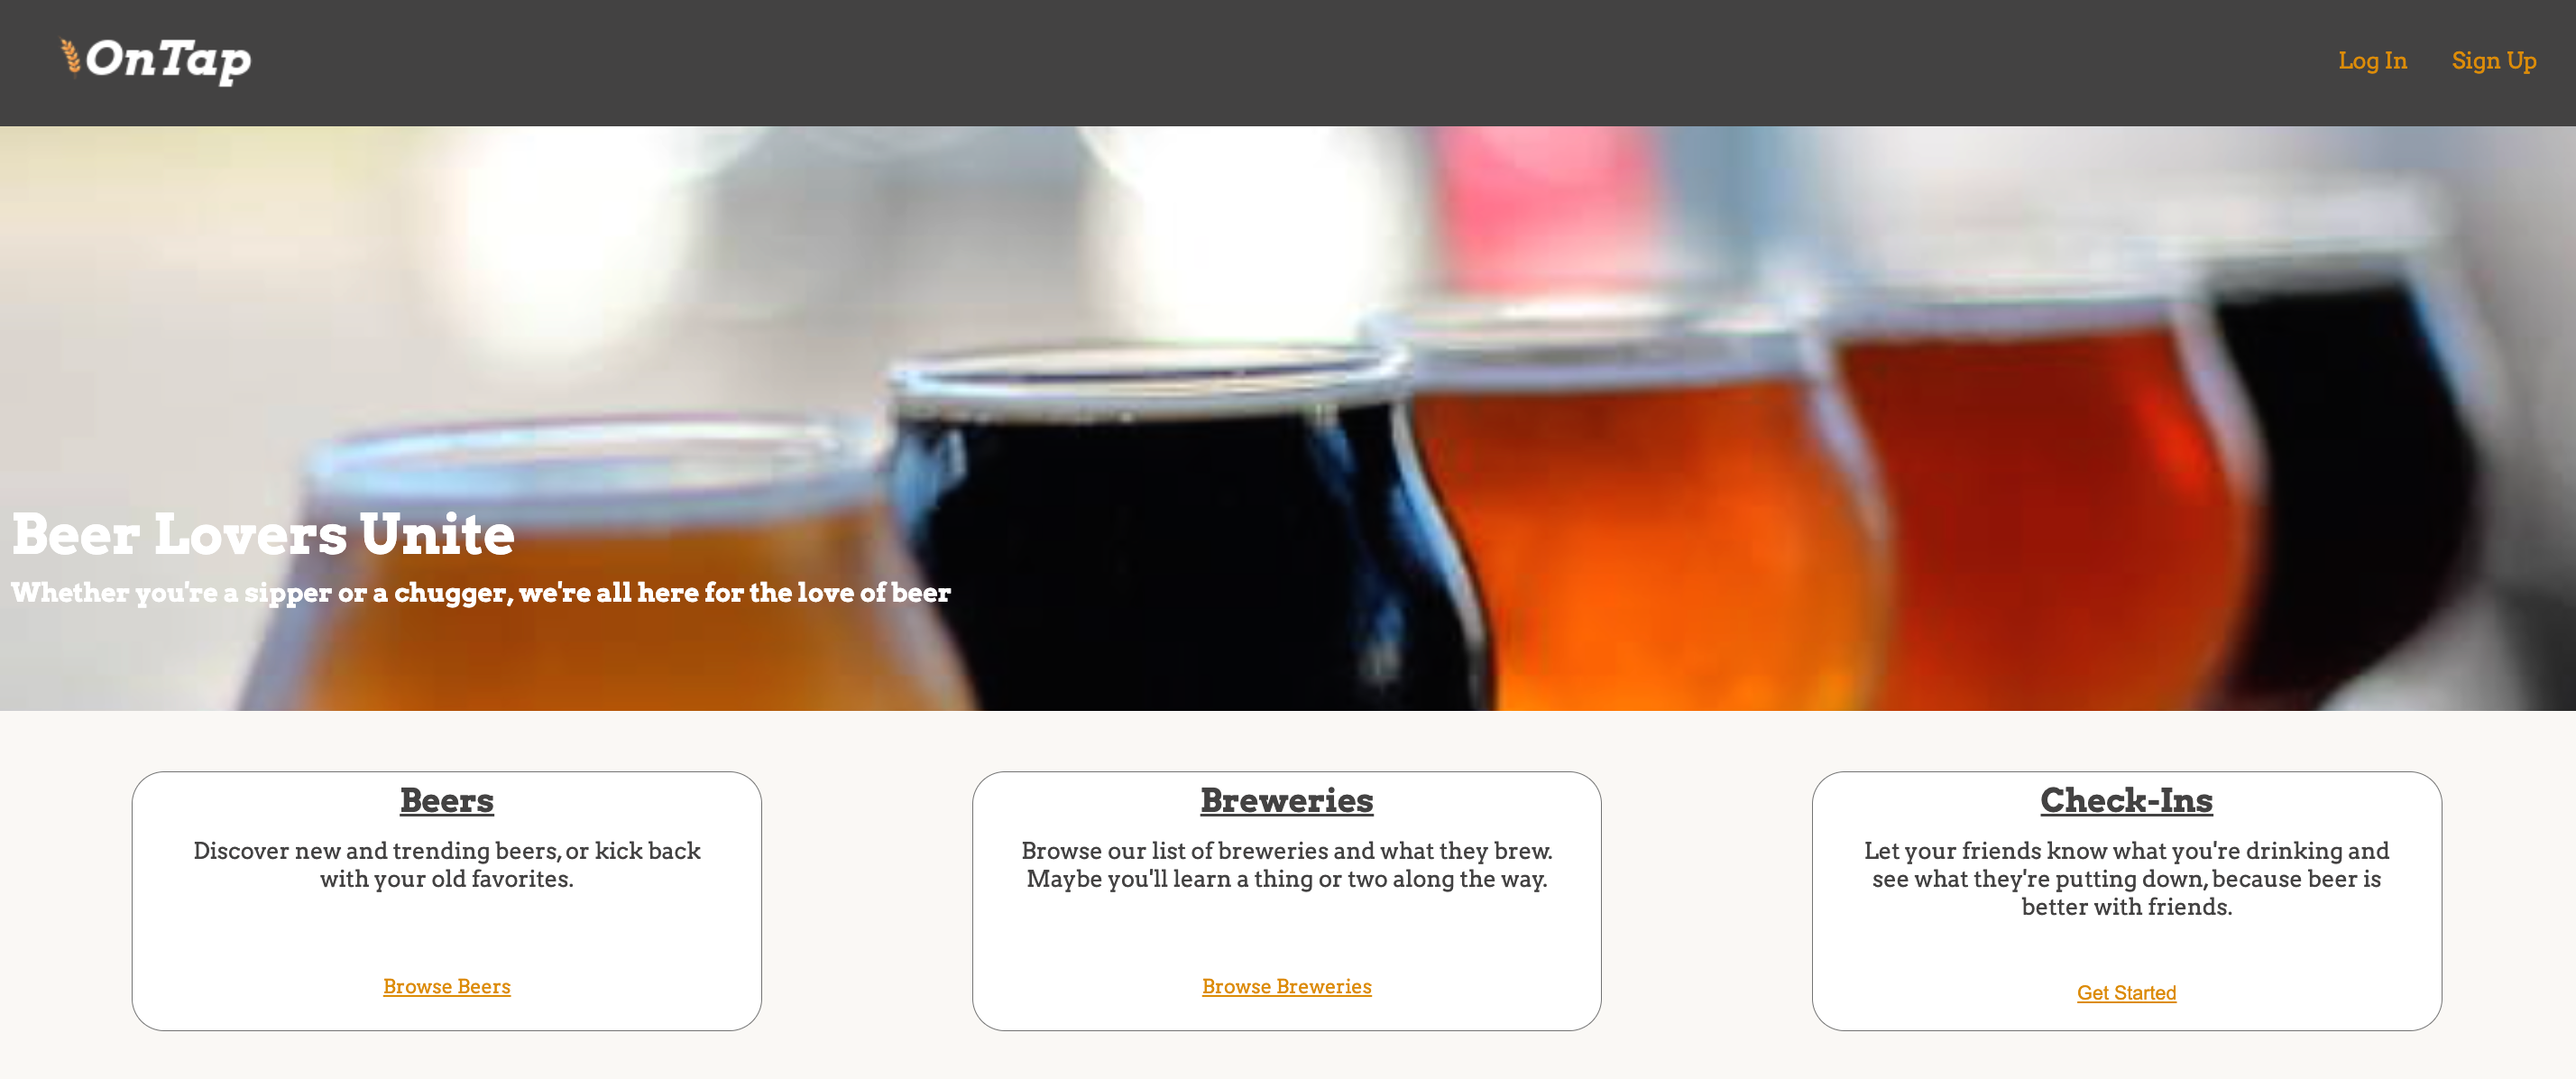 OnTap
Log In
Sign Up
Beer Lovers Unite
Whether you're a sipper or a chugger, we're all here for the love of beer
Beers
Discover new and trending beers, or kick back
with your old favorites.
Browse Beers
Breweries
Browse our list of breweries and what they brew.
Maybe you'll learn a thing or two along the way.
Browse Breweries
Check-Ins
Let your friends know what you're drinking and
see what they're putting down, because beer is
better with friends.
Get Started